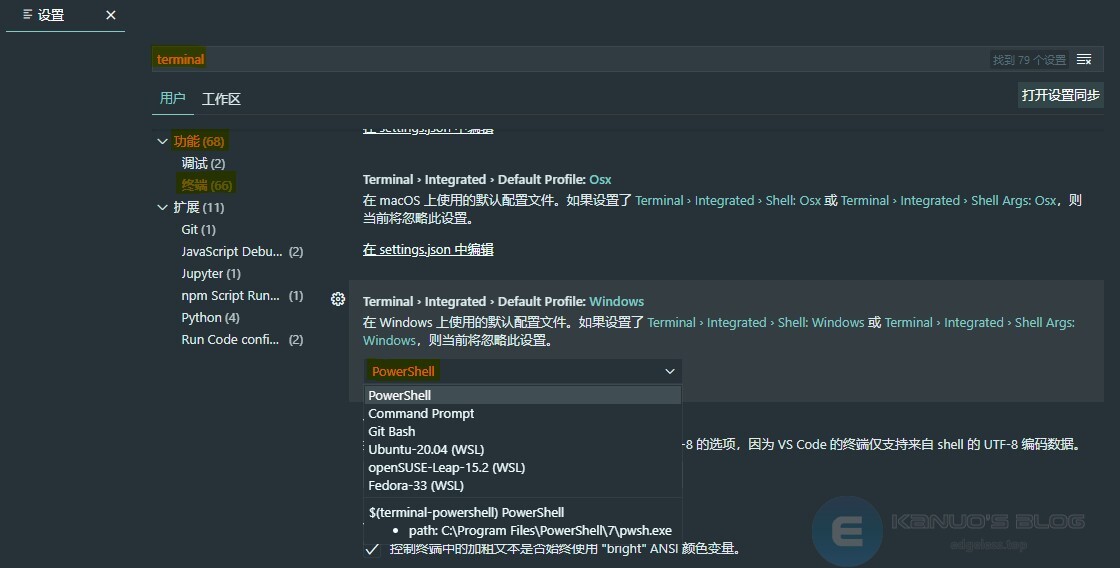 设置
terminal
找到 79 个设置
用户 工作区
打开设置同步
功能 (68)
调试 (2)
终端 (66)
扩展 (11)
Git (1)
JavaScript Debu... (2)
Jupyter (1)
npm Script Run... (1)
Python (4)
Run Code confi... (2)
在 settings.json 中编辑
Terminal › Integrated › Default Profile: Osx
在 macOS 上使用的默认配置文件。如果设置了 Terminal › Integrated › Shell: Osx 或 Terminal › Integrated › Shell Args: Osx，则
当前将忽略此设置。
在 settings.json 中编辑
Terminal › Integrated › Default Profile: Windows
在 Windows 上使用的默认配置文件。如果设置了 Terminal › Integrated › Shell: Windows 或 Terminal › Integrated › Shell Args:
Windows，则当前将忽略此设置。
PowerShell
PowerShell
Command Prompt
Git Bash
Ubuntu-20.04 (WSL)
-8 的选项，因为 VS Code 的终端仅支持来自 shell 的 UTF-8 编码数据。
openSUSE-Leap-15.2 (WSL)
Fedora-33 (WSL)
$(terminal-powershell) PowerShell
• path: C:\Program Files\PowerShell\7\pwsh.exe
控制终端中的加粗文本是否始终使用 "bright" ANSI 颜色变量。
KANUO'S BLOG